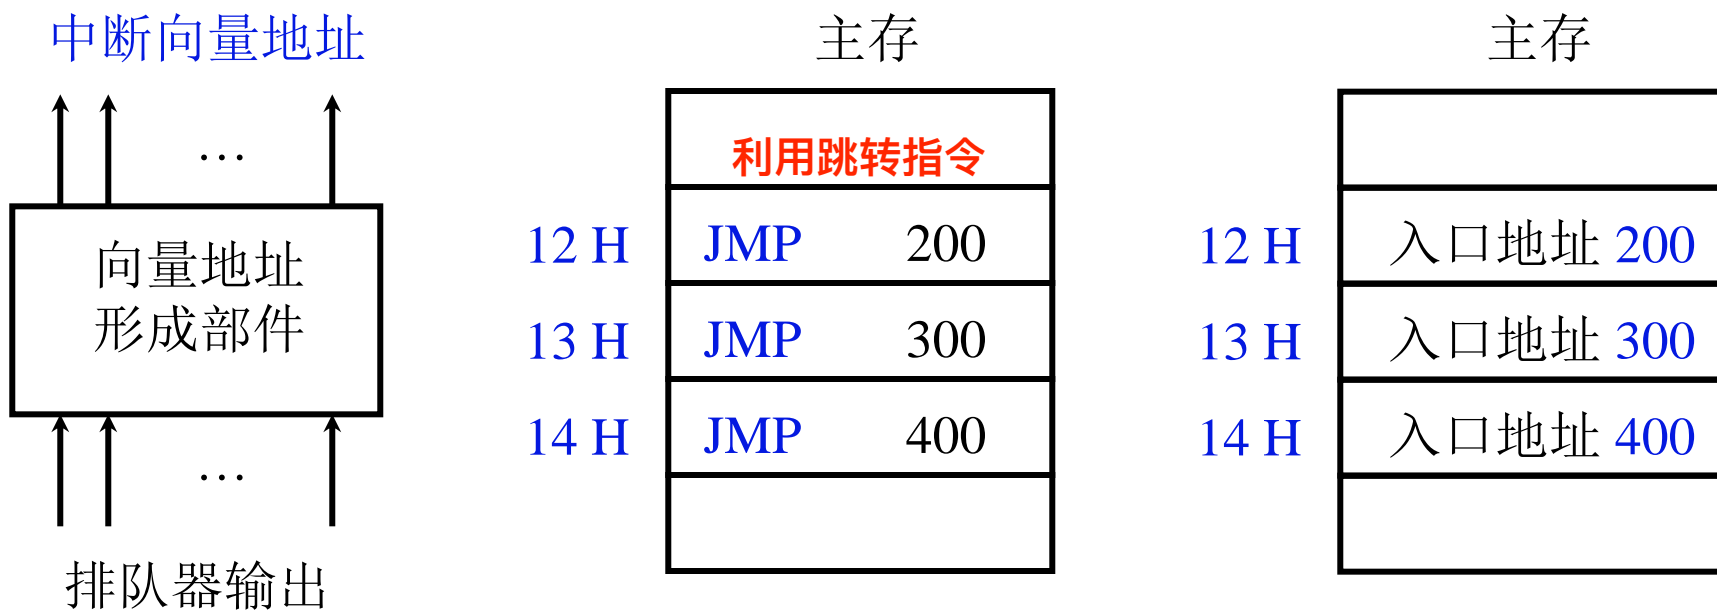 中断向量地址
…
向量地址
形成部件
…
排队器输出
主存
利用跳转指令
12 H JMP 200
13 H JMP 300
14 H JMP 400
主存
12 H 入口地址 200
13 H 入口地址 300
14 H 入口地址 400